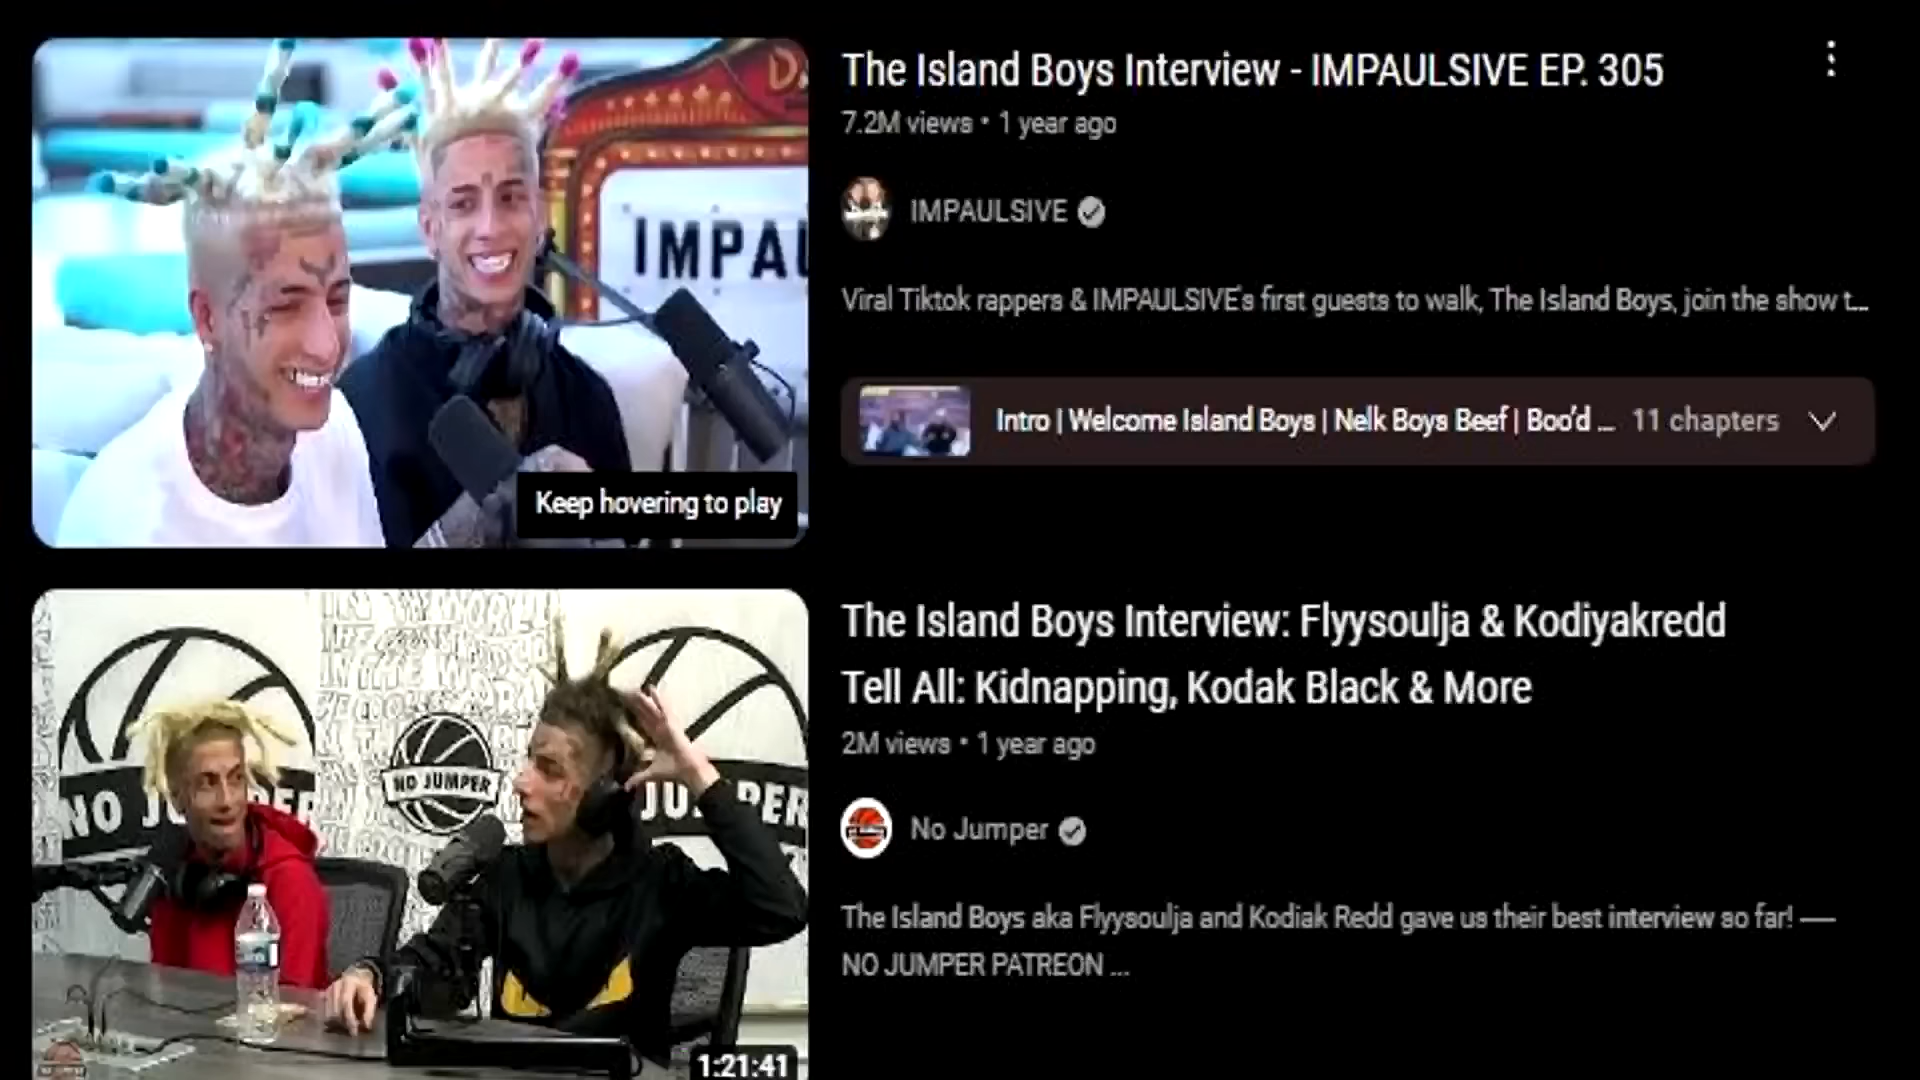 The Island Boys Interview - IMPAULSIVE EP. 305
7.2M views • 1 year ago
IMPAULSIVE
Viral Tiktok rappers & IMPAULSIVE's first guests to walk, The Island Boys, join the show t...
Intro | Welcome Island Boys | Nelk Boys Beef | Boo'd ... 11 chapters
IMPAU
Keep hovering to play
The Island Boys Interview: Flyysoulja & Kodiyakredd
Tell All: Kidnapping, Kodak Black & More
2M views • 1 year ago
No Jumper
The Island Boys aka Flyysoulja and Kodiak Redd gave us their best interview so far! —
NO JUMPER PATREON ...
NO JUMPER
NO JUMPER
JUMPER
1:21:41